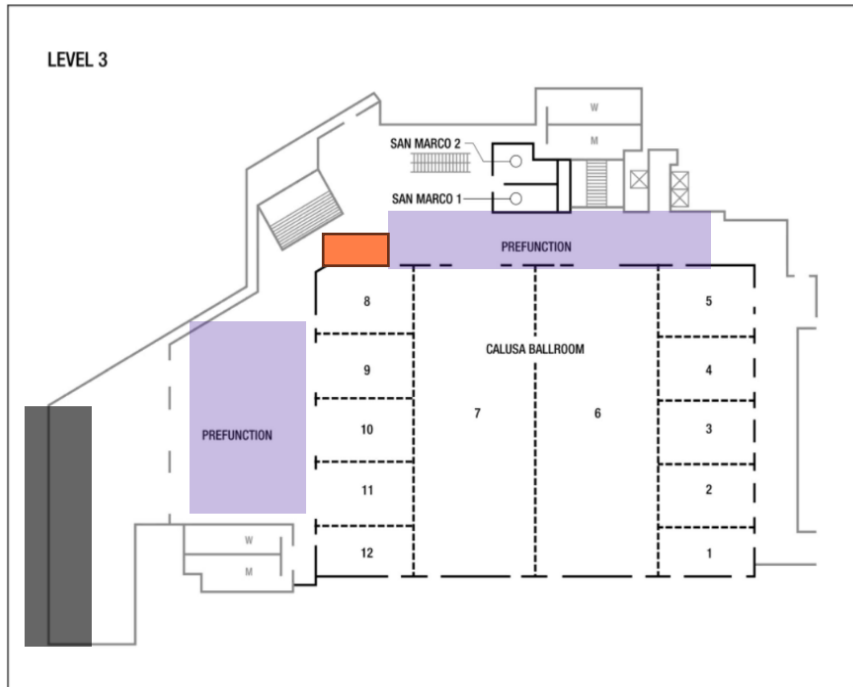 LEVEL 3
W
M
SAN MARCO 2
SAN MARCO 1
PREFUNCTION
8
5
CALUSA BALLROOM
9
4
7
6
10
3
PREFUNCTION
11
2
W
12
1
M